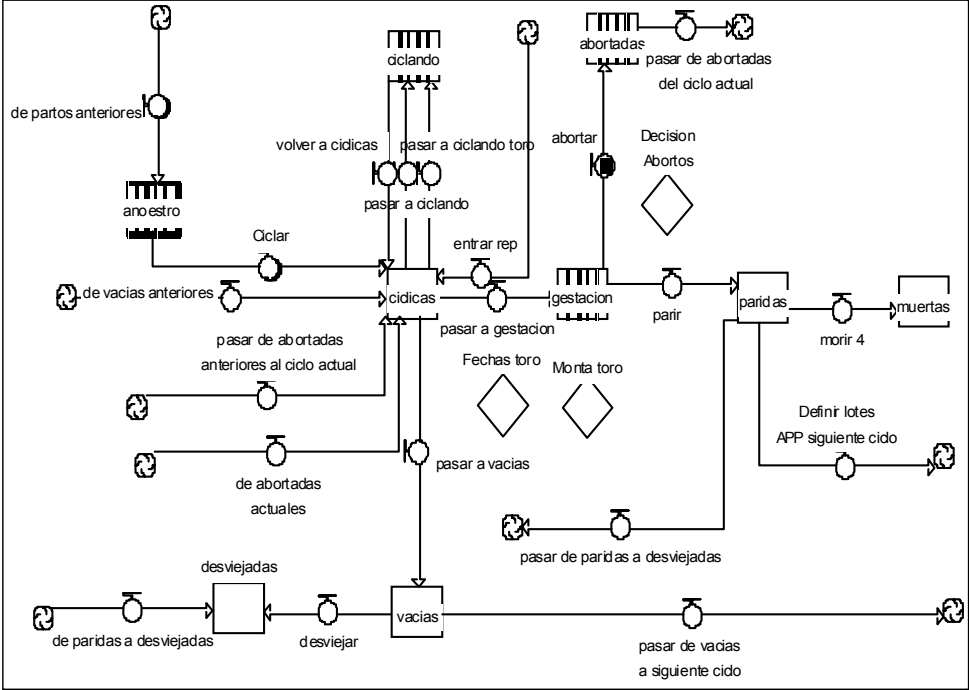 abortadas
ciclando
pasar de abortadas
del ciclo actual
de partos anteriores
volver a cidicas
pasar a ciclando toro
abortar
Decision
Abortos
pasar a ciclando
anoestro
Ciclar
entrar rep
de vacias anteriores
cidicas
gestacion
paridas
muertas
pasar a gestacion
parir
morir 4
pasar de abortadas
anteriores al ciclo actual
Fechas toro
Monta toro
Definir lotes
APP siguiente cido
pasar a vacias
de abortadas
actuales
pasar de paridas a desviejadas
desviejadas
vacias
de paridas a desviejadas
desviejar
pasar de vacias
a siguiente cido